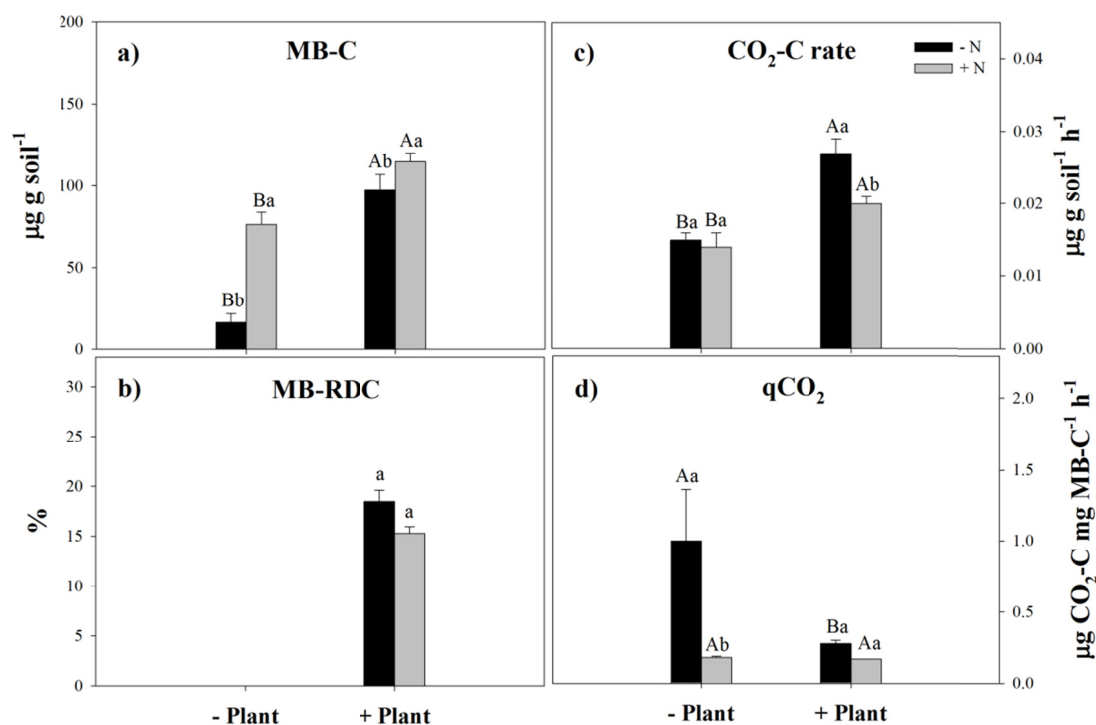 a) MB-C
200
150
100
50
0
µg g soil⁻¹
Bb
Ba
Ab
Aa
c) CO₂-C rate
- N
+ N
0.04
0.03
0.02
0.01
0.00
µg g soil⁻¹ h⁻¹
Ba
Ba
Aa
Ab
b) MB-RDC
30
25
20
15
10
5
0
%
a
a
- Plant + Plant
d) qCO₂
2.0
1.5
1.0
0.5
0.0
µg CO₂-C mg MB-C⁻¹ h⁻¹
Aa
Ab
Ba
Aa
- Plant + Plant